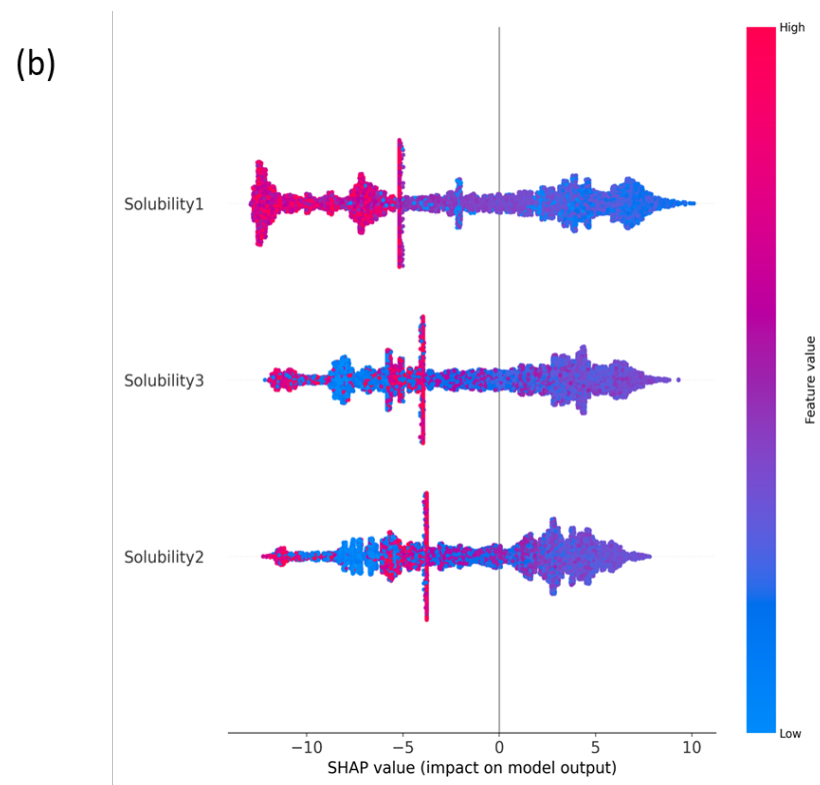 (b)
High
Solubility1
Solubility3
Solubility2
Feature value
Low
−10 −5 0 5 10
SHAP value (impact on model output)